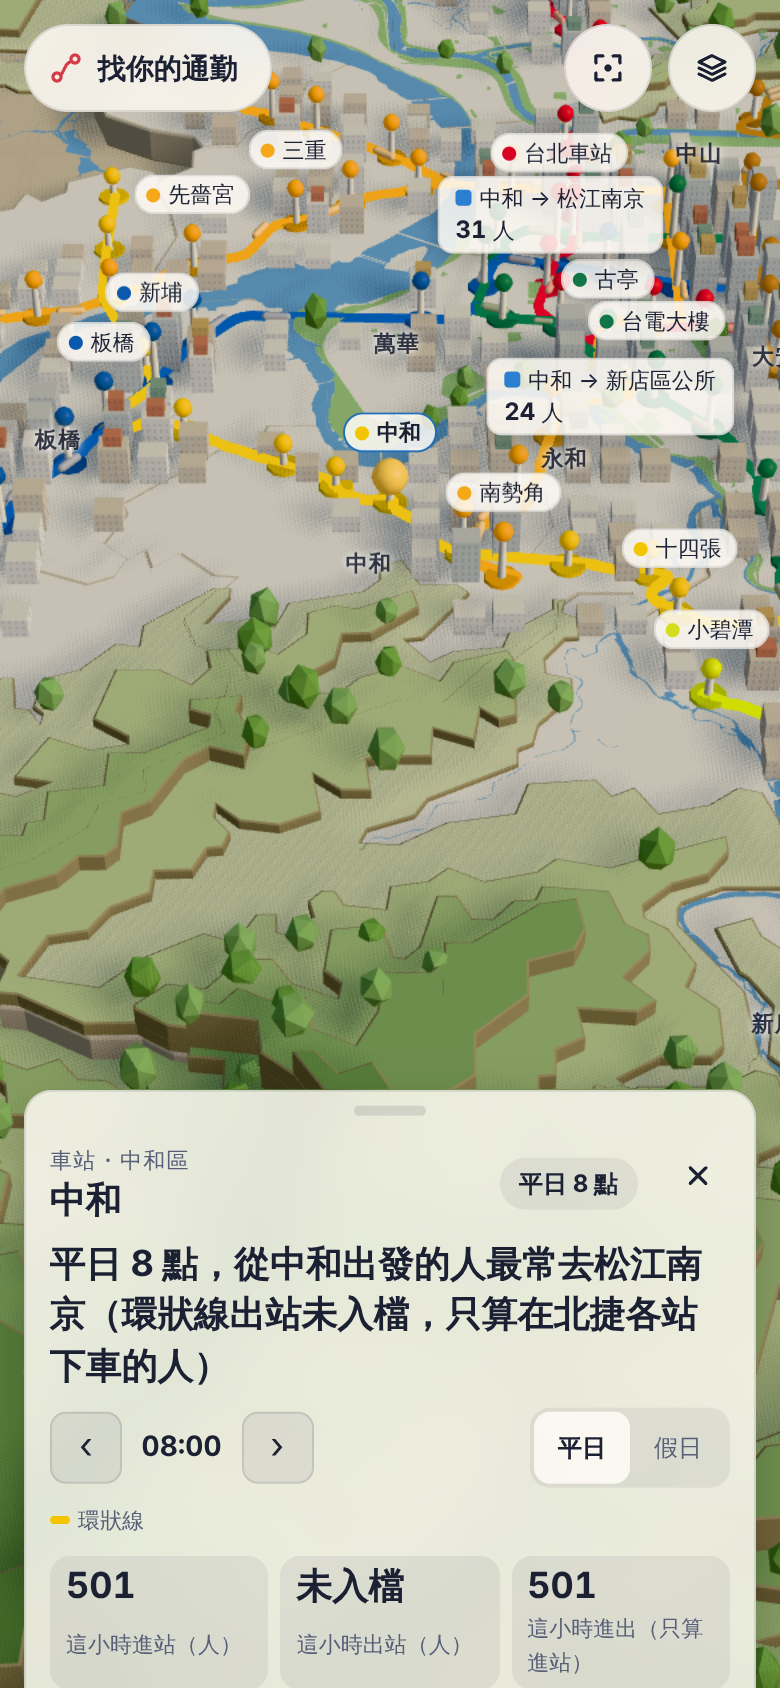 找你的通勤
三重
台北車站
中山
先嗇宮
中和 → 松江南京
31 人
新埔
古亭
台電大樓
板橋
萬華
中和 → 新店區公所
24 人
中和
板橋
永和
南勢角
十四張
中和
小碧潭
車站・中和區
中和
平日 8 點
平日 8 點，從中和出發的人最常去松江南
京（環狀線出站未入檔，只算在北捷各站
下車的人）
08:00
平日
假日
環狀線
501
這小時進站（人）
未入檔
這小時出站（人）
501
這小時進出（只算
進站）